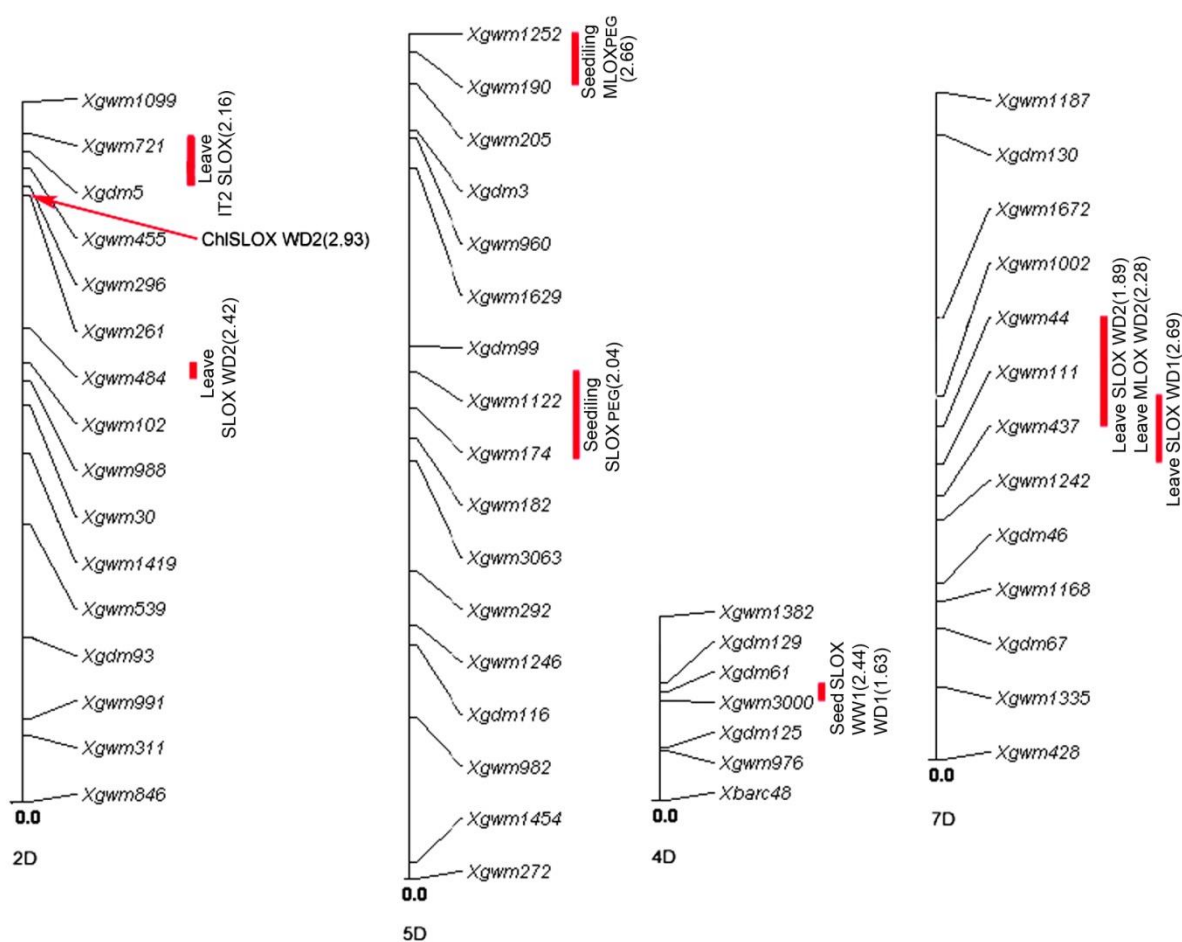 Xgwm1099
Xgwm721
Xgdm5
Xgwm455
Xgwm296
Xgwm261
Xgwm484
Xgwm102
Xgwm988
Xgwm30
Xgwm1419
Xgwm539
Xgdm93
Xgwm991
Xgwm311
Xgwm846
Leave
IT2 SLOX(2.16)
ChlSLOX WD2(2.93)
Leave
SLOX WD2(2.42)
0.0
2D
Xgwm1252
Xgwm190
Xgwm205
Xgdm3
Xgwm960
Xgwm1629
Xgdm99
Xgwm1122
Xgwm174
Xgwm182
Xgwm3063
Xgwm292
Xgwm1246
Xgdm116
Xgwm982
Xgwm1454
Xgwm272
Seediling
MLOXPEG
(2.66)
Seediling
SLOXPEG(2.04)
0.0
5D
Xgwm1382
Xgdm129
Xgdm61
Xgwm3000
Xgdm125
Xgwm976
Xbarc48
Seed SLOX
WW1(2.44)
WD1(1.63)
0.0
4D
Xgwm1187
Xgdm130
Xgwm1672
Xgwm1002
Xgwm44
Xgwm111
Xgwm437
Xgwm1242
Xgdm46
Xgwm1168
Xgdm67
Xgwm1335
Xgwm428
Leave SLOX WD2(1.89)
Leave MLOX WD2(2.28)
Leave SLOX WD1(2.69)
0.0
7D